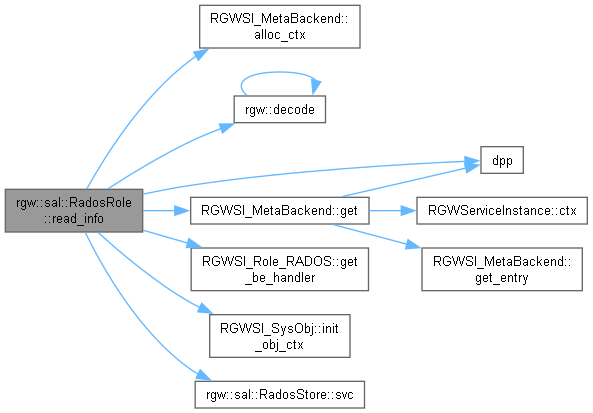 rgw::sal::RadosRole
::read_info
RGWSI_MetaBackend::
alloc_ctx
rgw::decode
dpp
RGWSI_MetaBackend::get
RGWServiceInstance::ctx
RGWSI_MetaBackend::
get_entry
RGWSI_Role_RADOS::get
_be_handler
RGWSI_SysObj::init
_obj_ctx
rgw::sal::RadosStore::svc